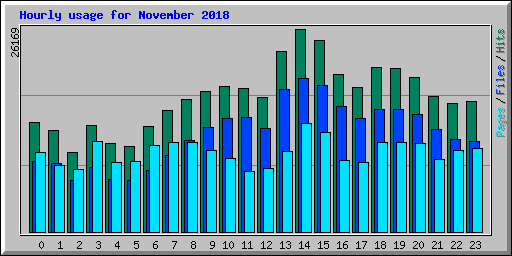 Hourly usage for November 2018
26169
Pages/Files/Hits
0 1 2 3 4 5 6 7 8 9 10 11 12 13 14 15 16 17 18 19 20 21 22 23